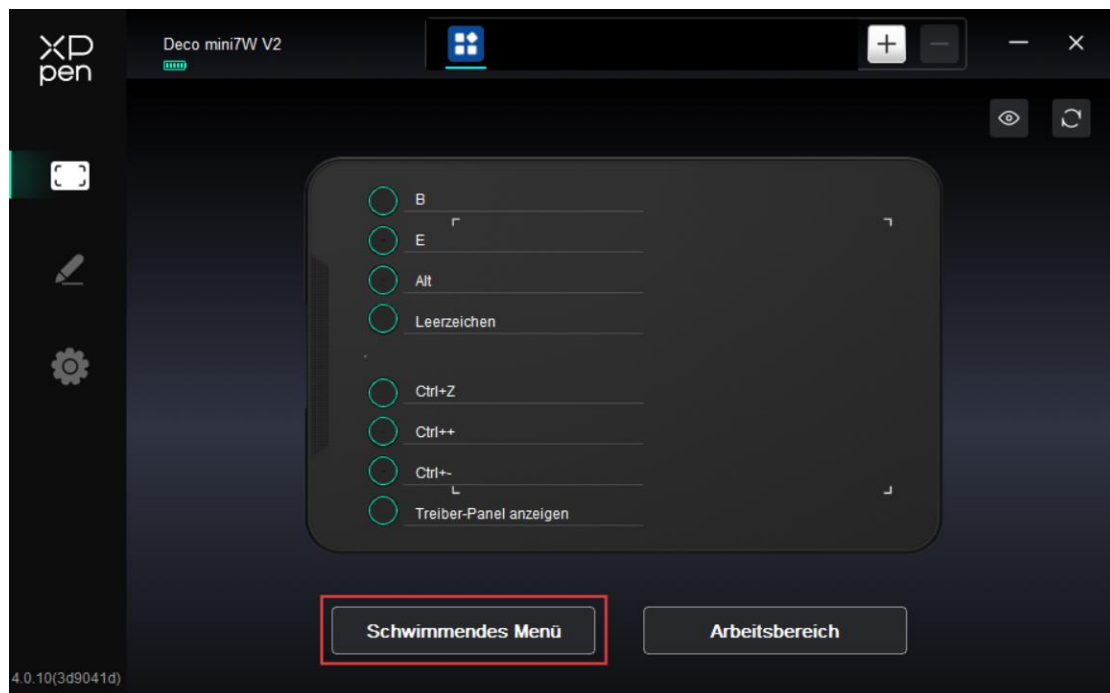 XP
pen
Deco mini7W V2
B
E
Alt
Leerzeichen
Ctrl+Z
Ctrl++
Ctrl+-
Treiber-Panel anzeigen
Schwimmendes Menü
Arbeitsbereich
4.0.10(3d9041d)